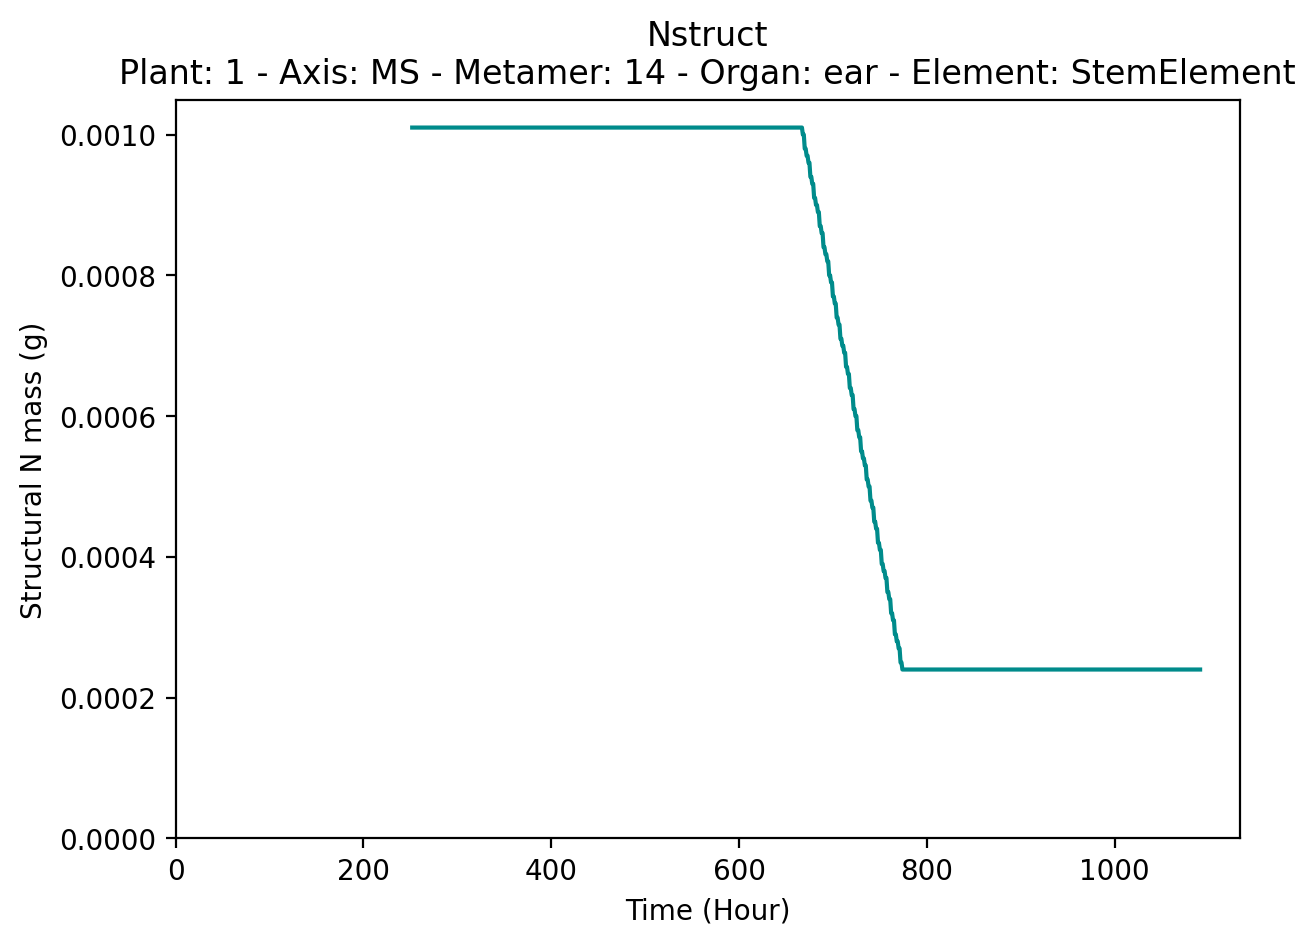 Nstruct
Plant: 1 - Axis: MS - Metamer: 14 - Organ: ear - Element: StemElement
0.0010
0.0008
0.0006
0.0004
0.0002
0.0000
Structural N mass (g)
0 200 400 600 800 1000
Time (Hour)